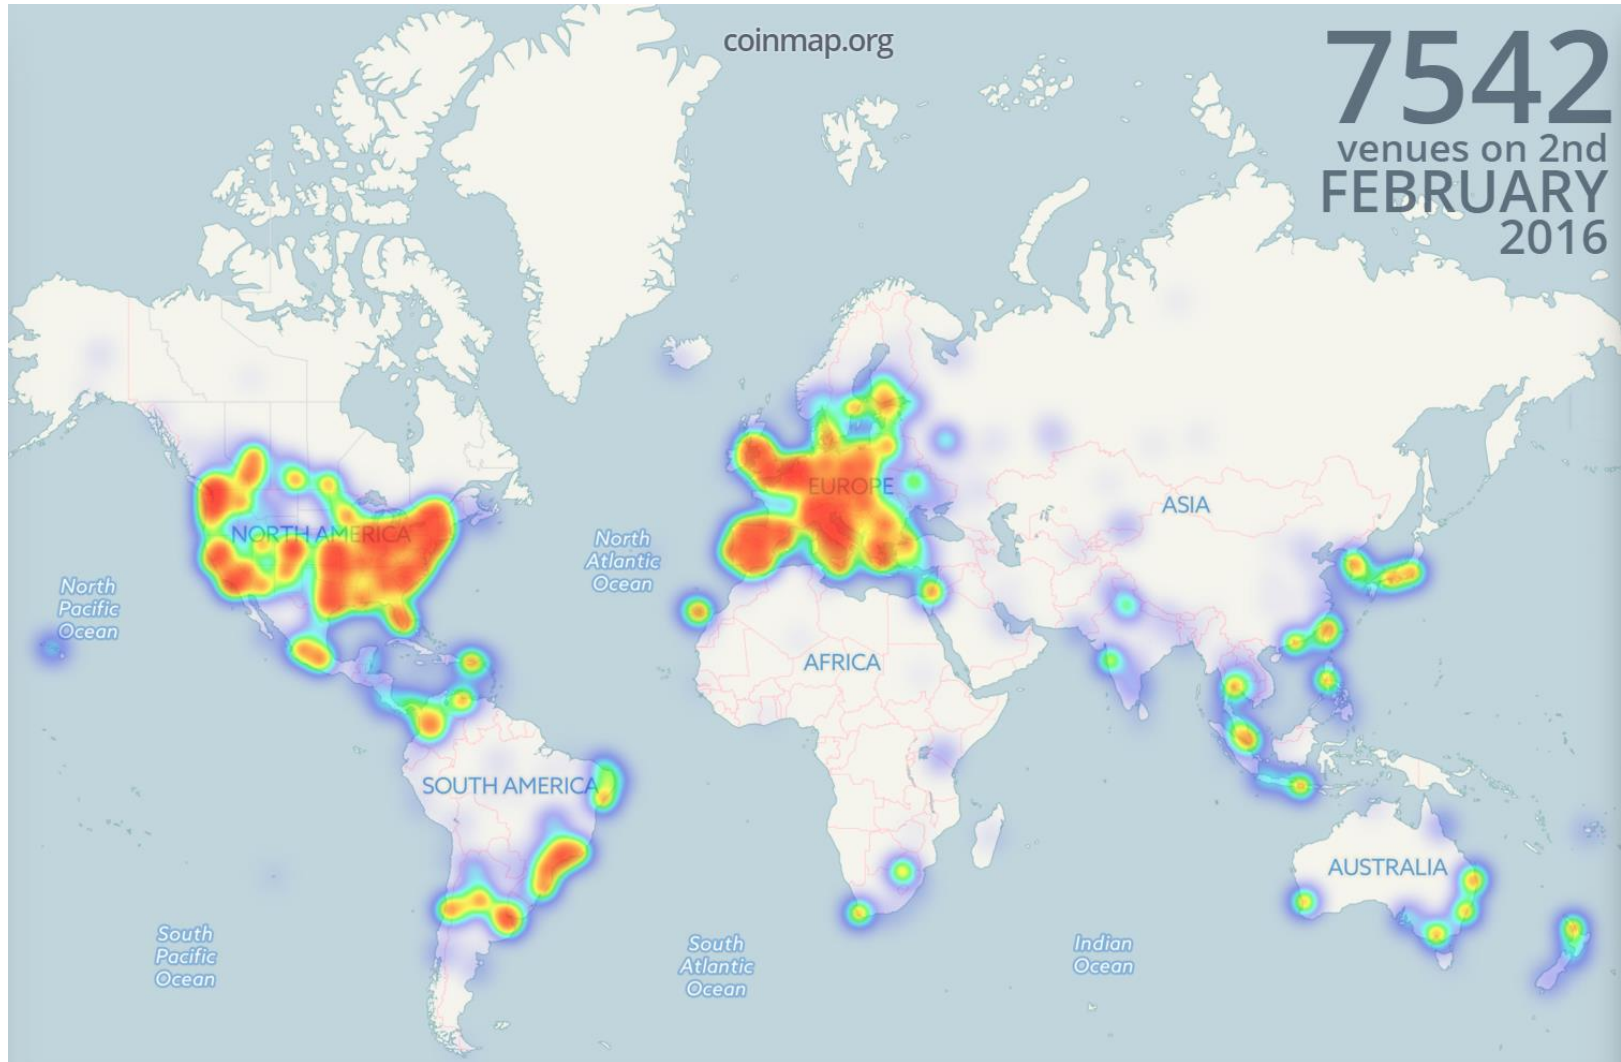 coinmap.org
7542
venues on 2nd
FEBRUARY
2016
NORTH AMERICA
EUROPE
ASIA
North
Atlantic
Ocean
North
Pacific
Ocean
AFRICA
SOUTH AMERICA
AUSTRALIA
South
Pacific
Ocean
South
Atlantic
Ocean
Indian
Ocean